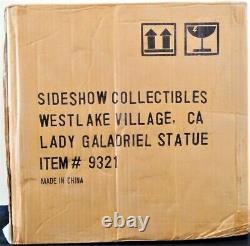 SIDESHOW COLLECTIBLES
WESTLAKE VILLAGE, CA
LADY GALADRIEL STATUE
ITEM# 9321
MADE IN CHINA